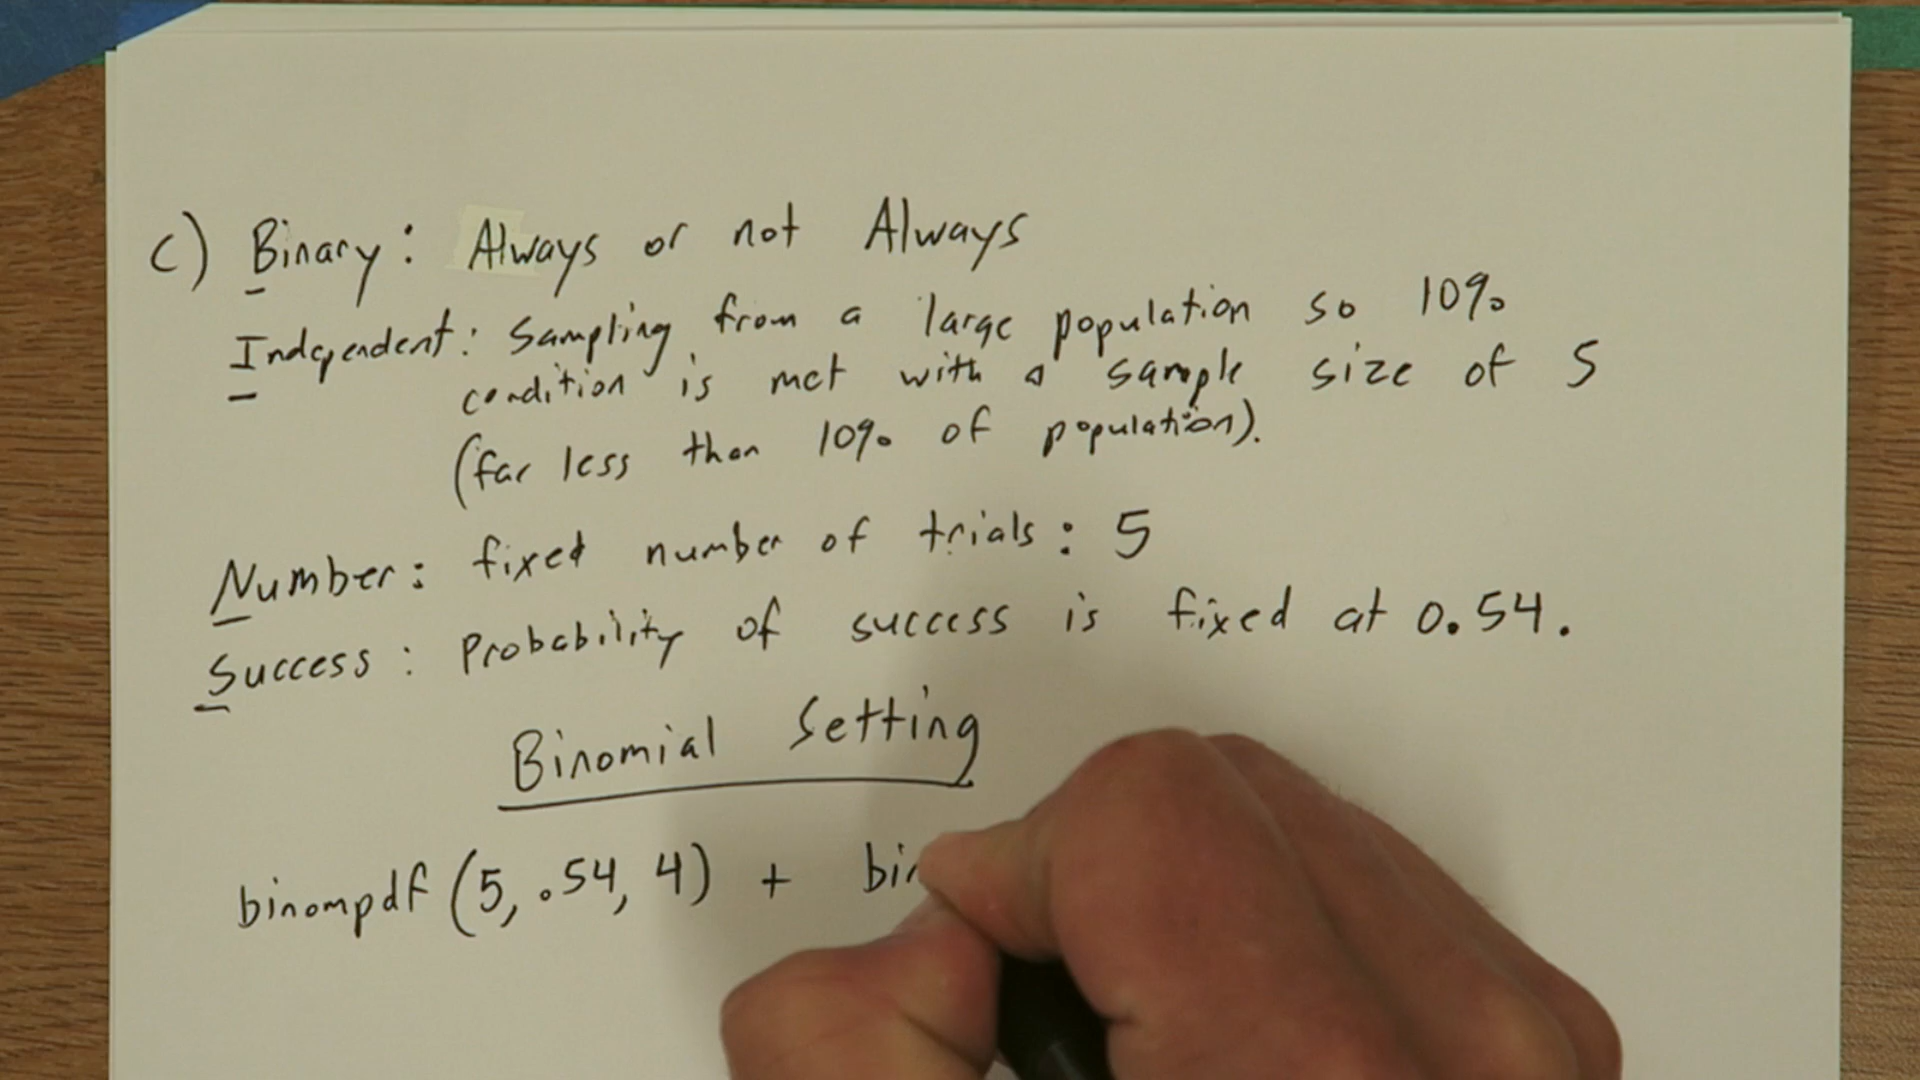 c) Binary: Always or not Always
Independent: Sampling from a large population so 10%
condition is met with a sample size of 5
(far less than 10% of population).
Number: fixed number of trials: 5
Success: Probability of success is fixed at 0.54.
Binomial Setting
binompdf (5, .54, 4) + bin